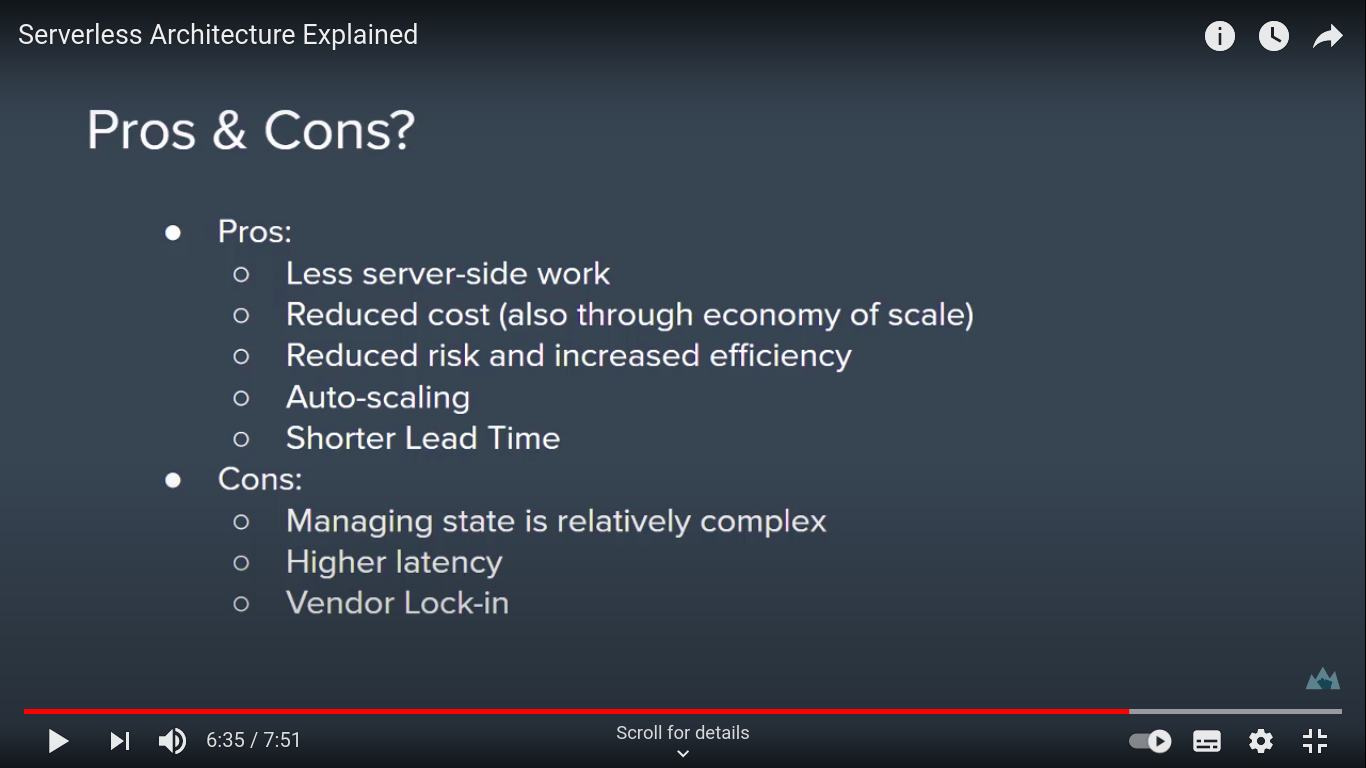 Serverless Architecture Explained
Pros & Cons?
● Pros:
○ Less server-side work
○ Reduced cost (also through economy of scale)
○ Reduced risk and increased efficiency
○ Auto-scaling
○ Shorter Lead Time
● Cons:
○ Managing state is relatively complex
○ Higher latency
○ Vendor Lock-in
6:35 / 7:51
Scroll for details